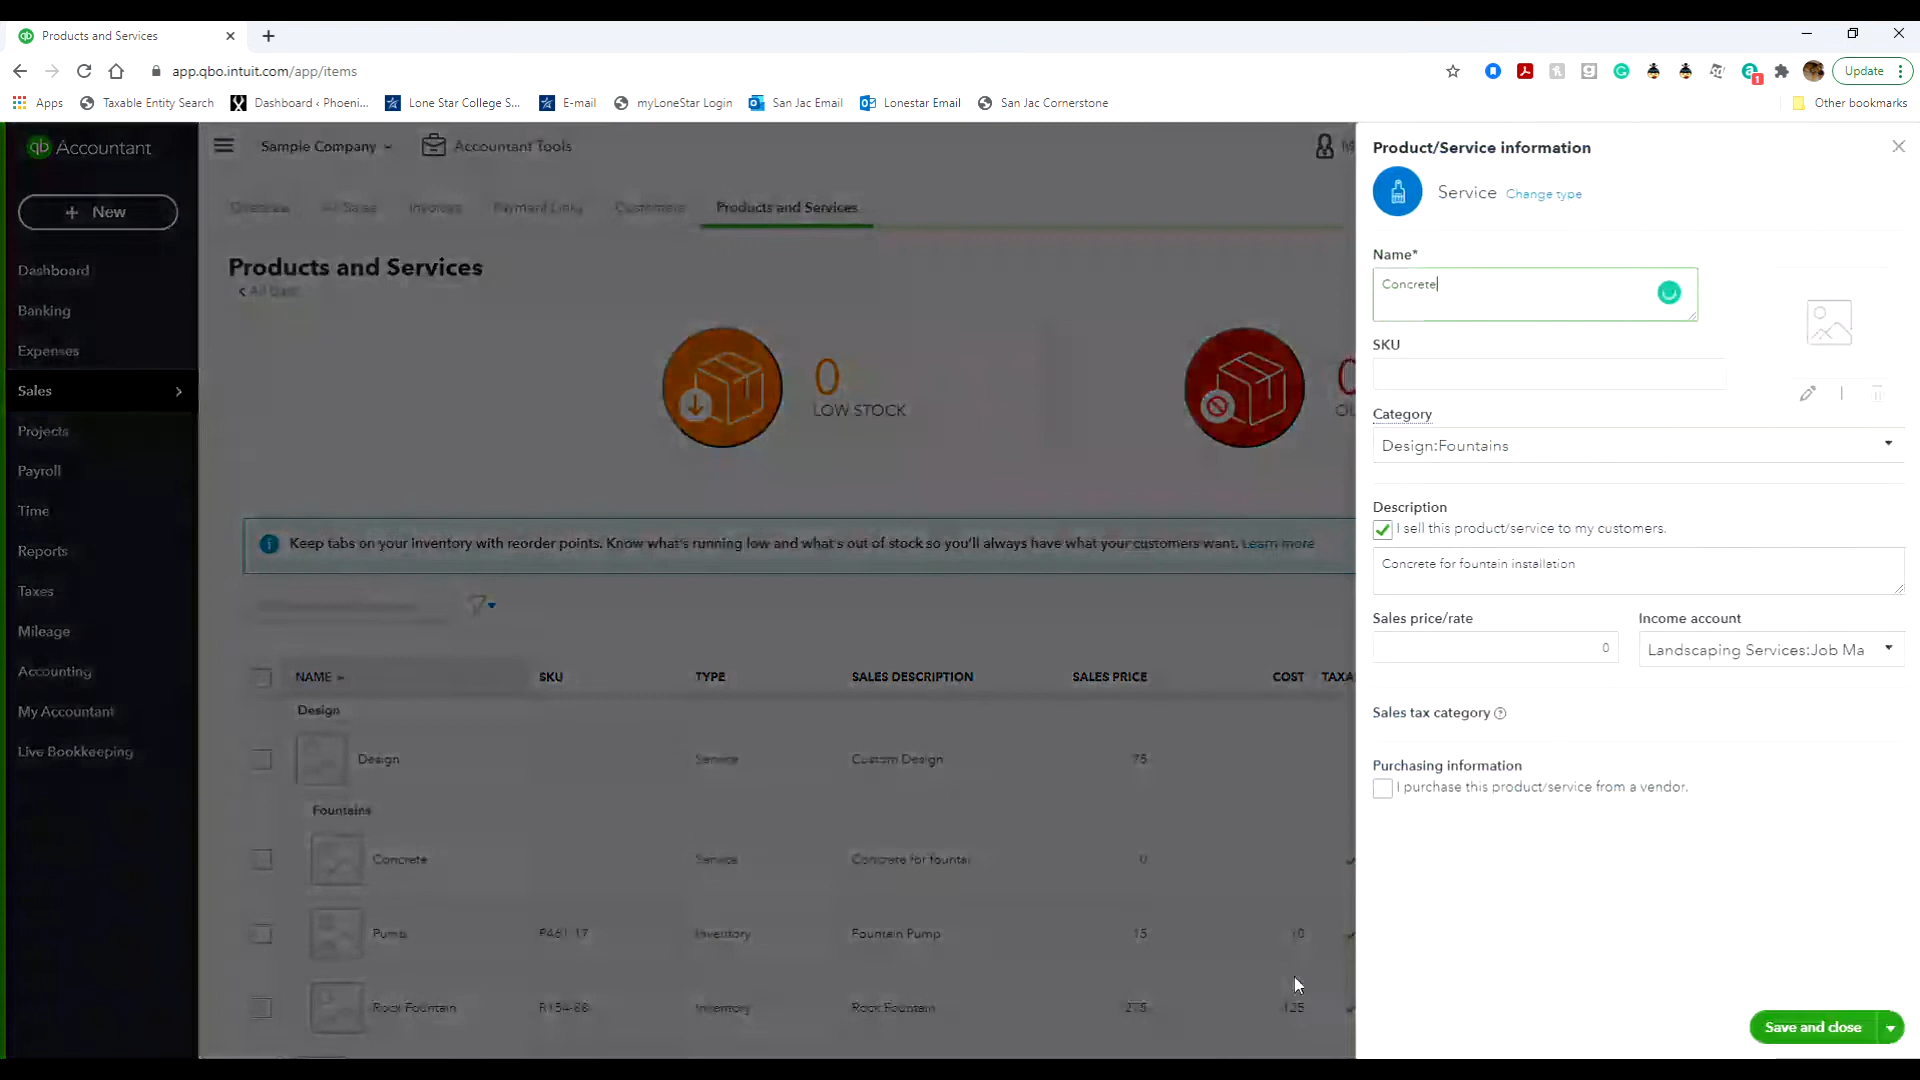 Products and Services
app.qbo.intuit.com/app/items
Update
Apps
Taxable Entity Search
Dashboard ‹ Phoeni...
Lone Star College S...
E-mail
myLoneStar Login
San Jac Email
Lonestar Email
San Jac Cornerstone
Other bookmarks
qb Accountant
Sample Company
Accountant Tools
+ New
Dashboard
Banking
Expenses
Sales
Projects
Payroll
Time
Reports
Taxes
Mileage
Accounting
My Accountant
Live Bookkeeping
Overview All Sales Invoices Payment Links Customers Products and Services
Products and Services
0
LOW STOCK
Keep tabs on your inventory with reorder points. Know what's running low and what's out of stock so you'll always have what your customers want. Learn more
NAME SKU TYPE SALES DESCRIPTION SALES PRICE COST TAXA
Design
Design Service Custom Design 75
Fountains
Concrete Service Concrete for fountai 0
Pump P461-17 Inventory Fountain Pump 15 10
Rock Fountain R154-88 Inventory Rock Fountain 275 125
Product/Service information
Service Change type
Name*
Concrete
SKU
Category
Design:Fountains
Description
I sell this product/service to my customers.
Concrete for fountain installation
Sales price/rate
0
Income account
Landscaping Services:Job Ma
Sales tax category ?
Purchasing information
I purchase this product/service from a vendor.
Save and close